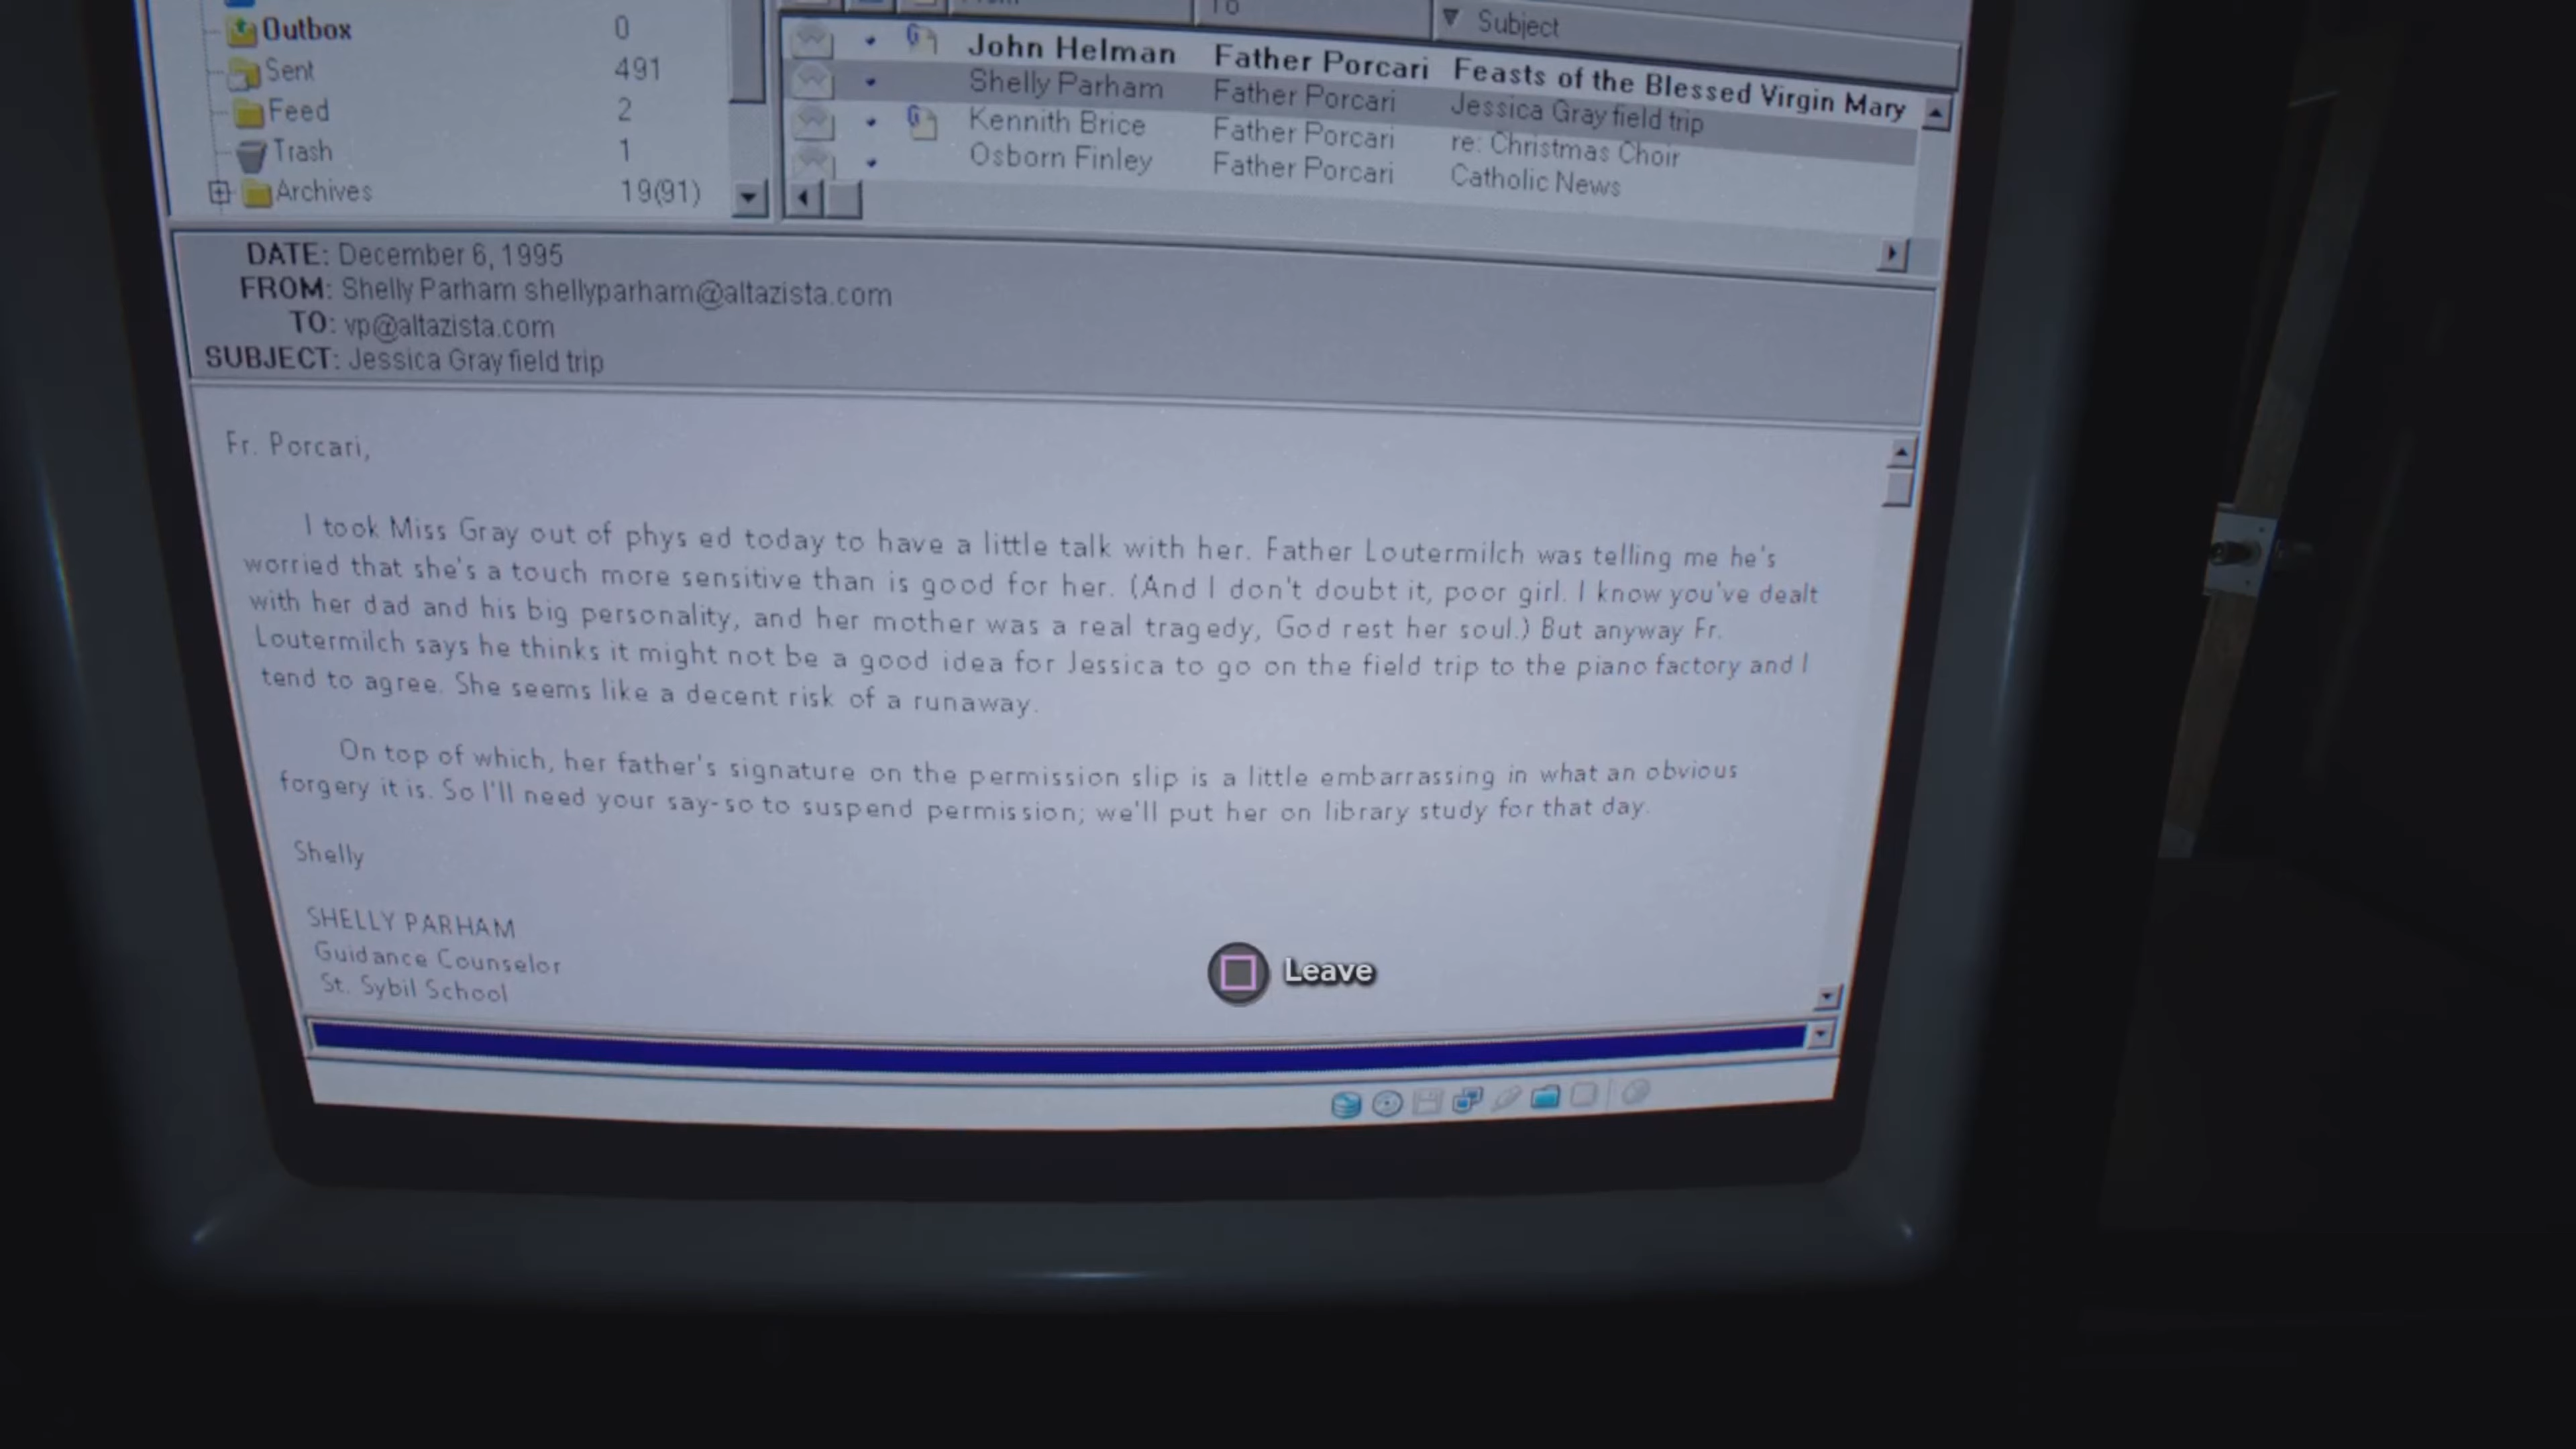 Outbox 0
Sent 491
Feed 2
Trash 1
Archives 19(91)
Subject
John Helman Father Porcari Feasts of the Blessed Virgin Mary
Shelly Parham Father Porcari Jessica Gray field trip
Kennith Brice Father Porcari re: Christmas Choir
Osborn Finley Father Porcari Catholic News
DATE: December 6, 1995
FROM: Shelly Parham shellyparham@altazista.com
TO: vp@altazista.com
SUBJECT: Jessica Gray field trip
Fr. Porcari,
I took Miss Gray out of phys ed today to have a little talk with her. Father Loutermilch was telling me he's
worried that she's a touch more sensitive than is good for her. (And I don't doubt it, poor girl. I know you've dealt
with her dad and his big personality, and her mother was a real tragedy, God rest her soul.) But anyway Fr.
Loutermilch says he thinks it might not be a good idea for Jessica to go on the field trip to the piano factory and I
tend to agree. She seems like a decent risk of a runaway.
On top of which, her father's signature on the permission slip is a little embarrassing in what an obvious
forgery it is. So I'll need your say-so to suspend permission; we'll put her on library study for that day.
Shelly
SHELLY PARHAM
Guidance Counselor
St. Sybil School
Leave